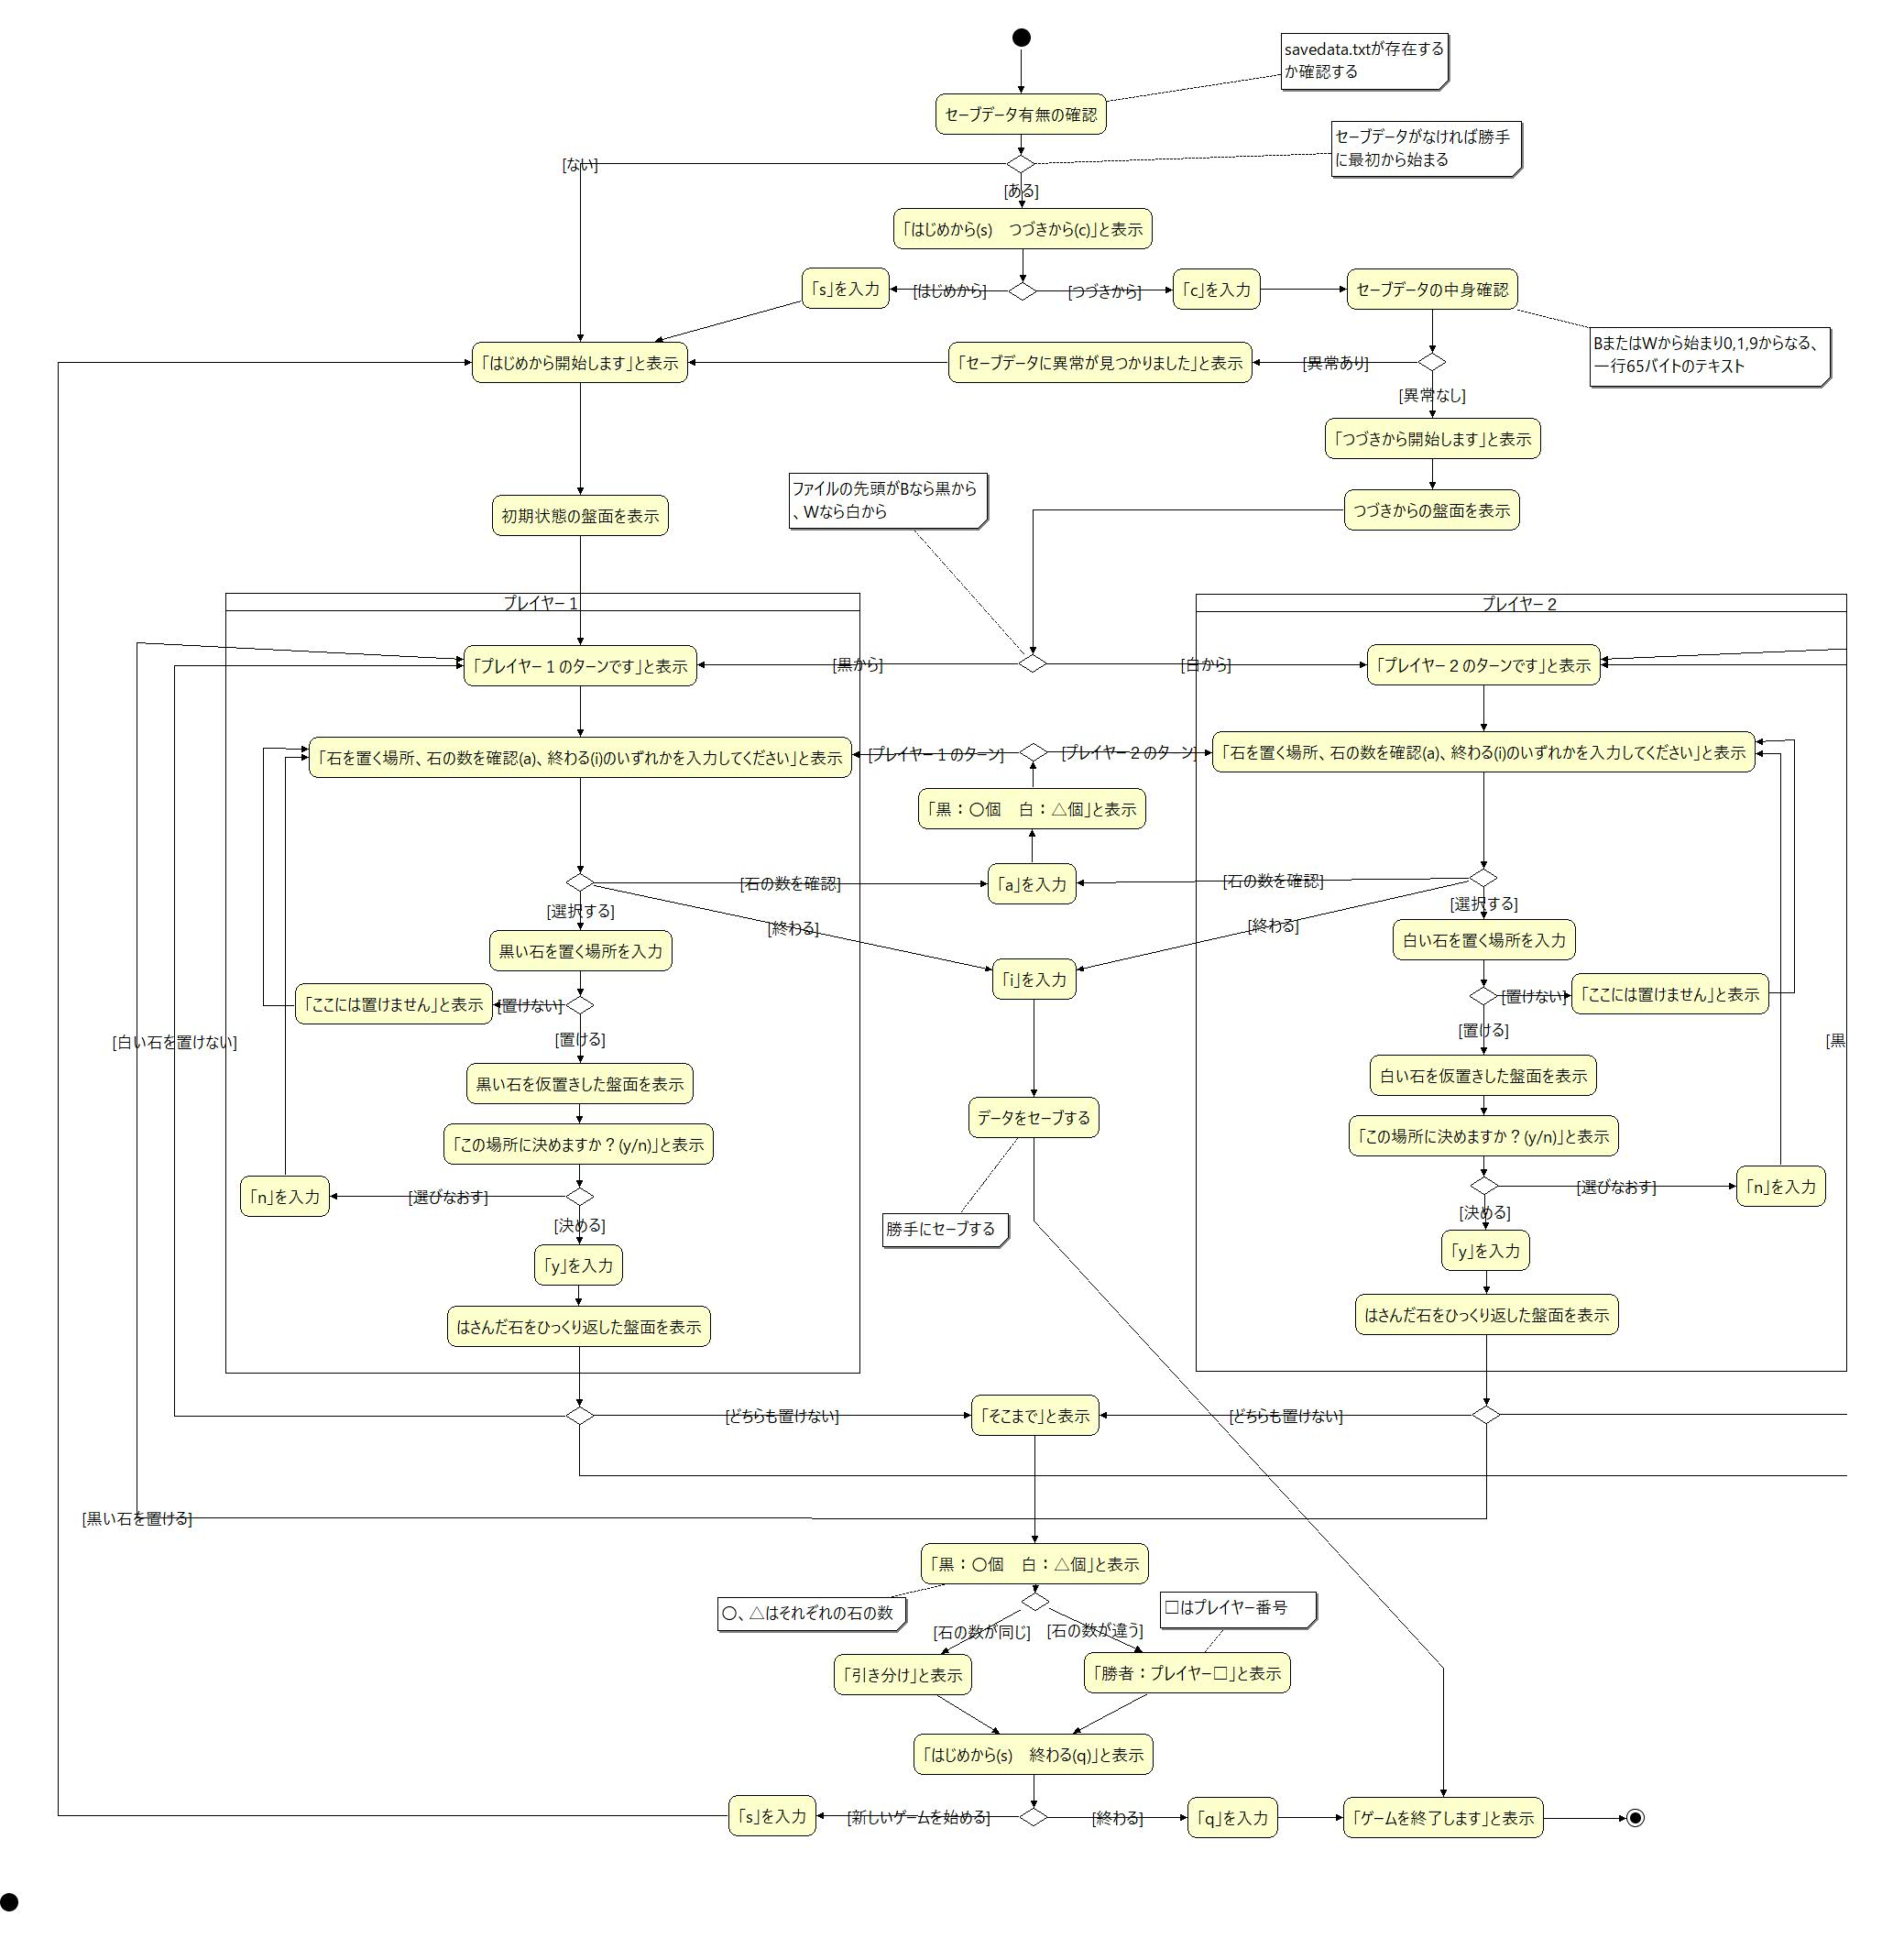 savedata.txtが存在する
か確認する
セーブデータ有無の確認
セーブデータがなければ勝手
に最初から始まる
[ない]
[ある]
「はじめから(s)　つづきから(c)」と表示
「s」を入力
[はじめから]
[つづきから]
「c」を入力
セーブデータの中身確認
BまたはWから始まり0,1,9からなる、
一行65バイトのテキスト
「はじめから開始します」と表示
「セーブデータに異常が見つかりました」と表示
[異常あり]
[異常なし]
「つづきから開始します」と表示
ファイルの先頭がBなら黒から
、Wなら白から
初期状態の盤面を表示
つづきからの盤面を表示
プレイヤー１
プレイヤー２
「プレイヤー１のターンです」と表示
[黒から]
[白から]
「プレイヤー２のターンです」と表示
「石を置く場所、石の数を確認(a)、終わる(i)のいずれかを入力してください」と表示
[プレイヤー１のターン]
[プレイヤー２のターン]
「石を置く場所、石の数を確認(a)、終わる(i)のいずれかを入力してください」と表示
「黒：〇個　白：△個」と表示
[石の数を確認]
「a」を入力
[石の数を確認]
[選択する]
[選択する]
[終わる]
[終わる]
黒い石を置く場所を入力
白い石を置く場所を入力
「i」を入力
「ここには置けません」と表示
[置けない]
[置けない]
「ここには置けません」と表示
[置ける]
[置ける]
[白い石を置けない]
[黒
黒い石を仮置きした盤面を表示
白い石を仮置きした盤面を表示
データをセーブする
「この場所に決めますか？(y/n)」と表示
「この場所に決めますか？(y/n)」と表示
「n」を入力
[選びなおす]
[選びなおす]
「n」を入力
[決める]
[決める]
勝手にセーブする
「y」を入力
「y」を入力
はさんだ石をひっくり返した盤面を表示
はさんだ石をひっくり返した盤面を表示
[どちらも置けない]
「そこまで」と表示
[どちらも置けない]
[黒い石を置ける]
「黒：〇個　白：△個」と表示
〇、△はそれぞれの石の数
□はプレイヤー番号
[石の数が同じ]
[石の数が違う]
「引き分け」と表示
「勝者：プレイヤー□」と表示
「はじめから(s)　終わる(q)」と表示
「s」を入力
[新しいゲームを始める]
[終わる]
「q」を入力
「ゲームを終了します」と表示